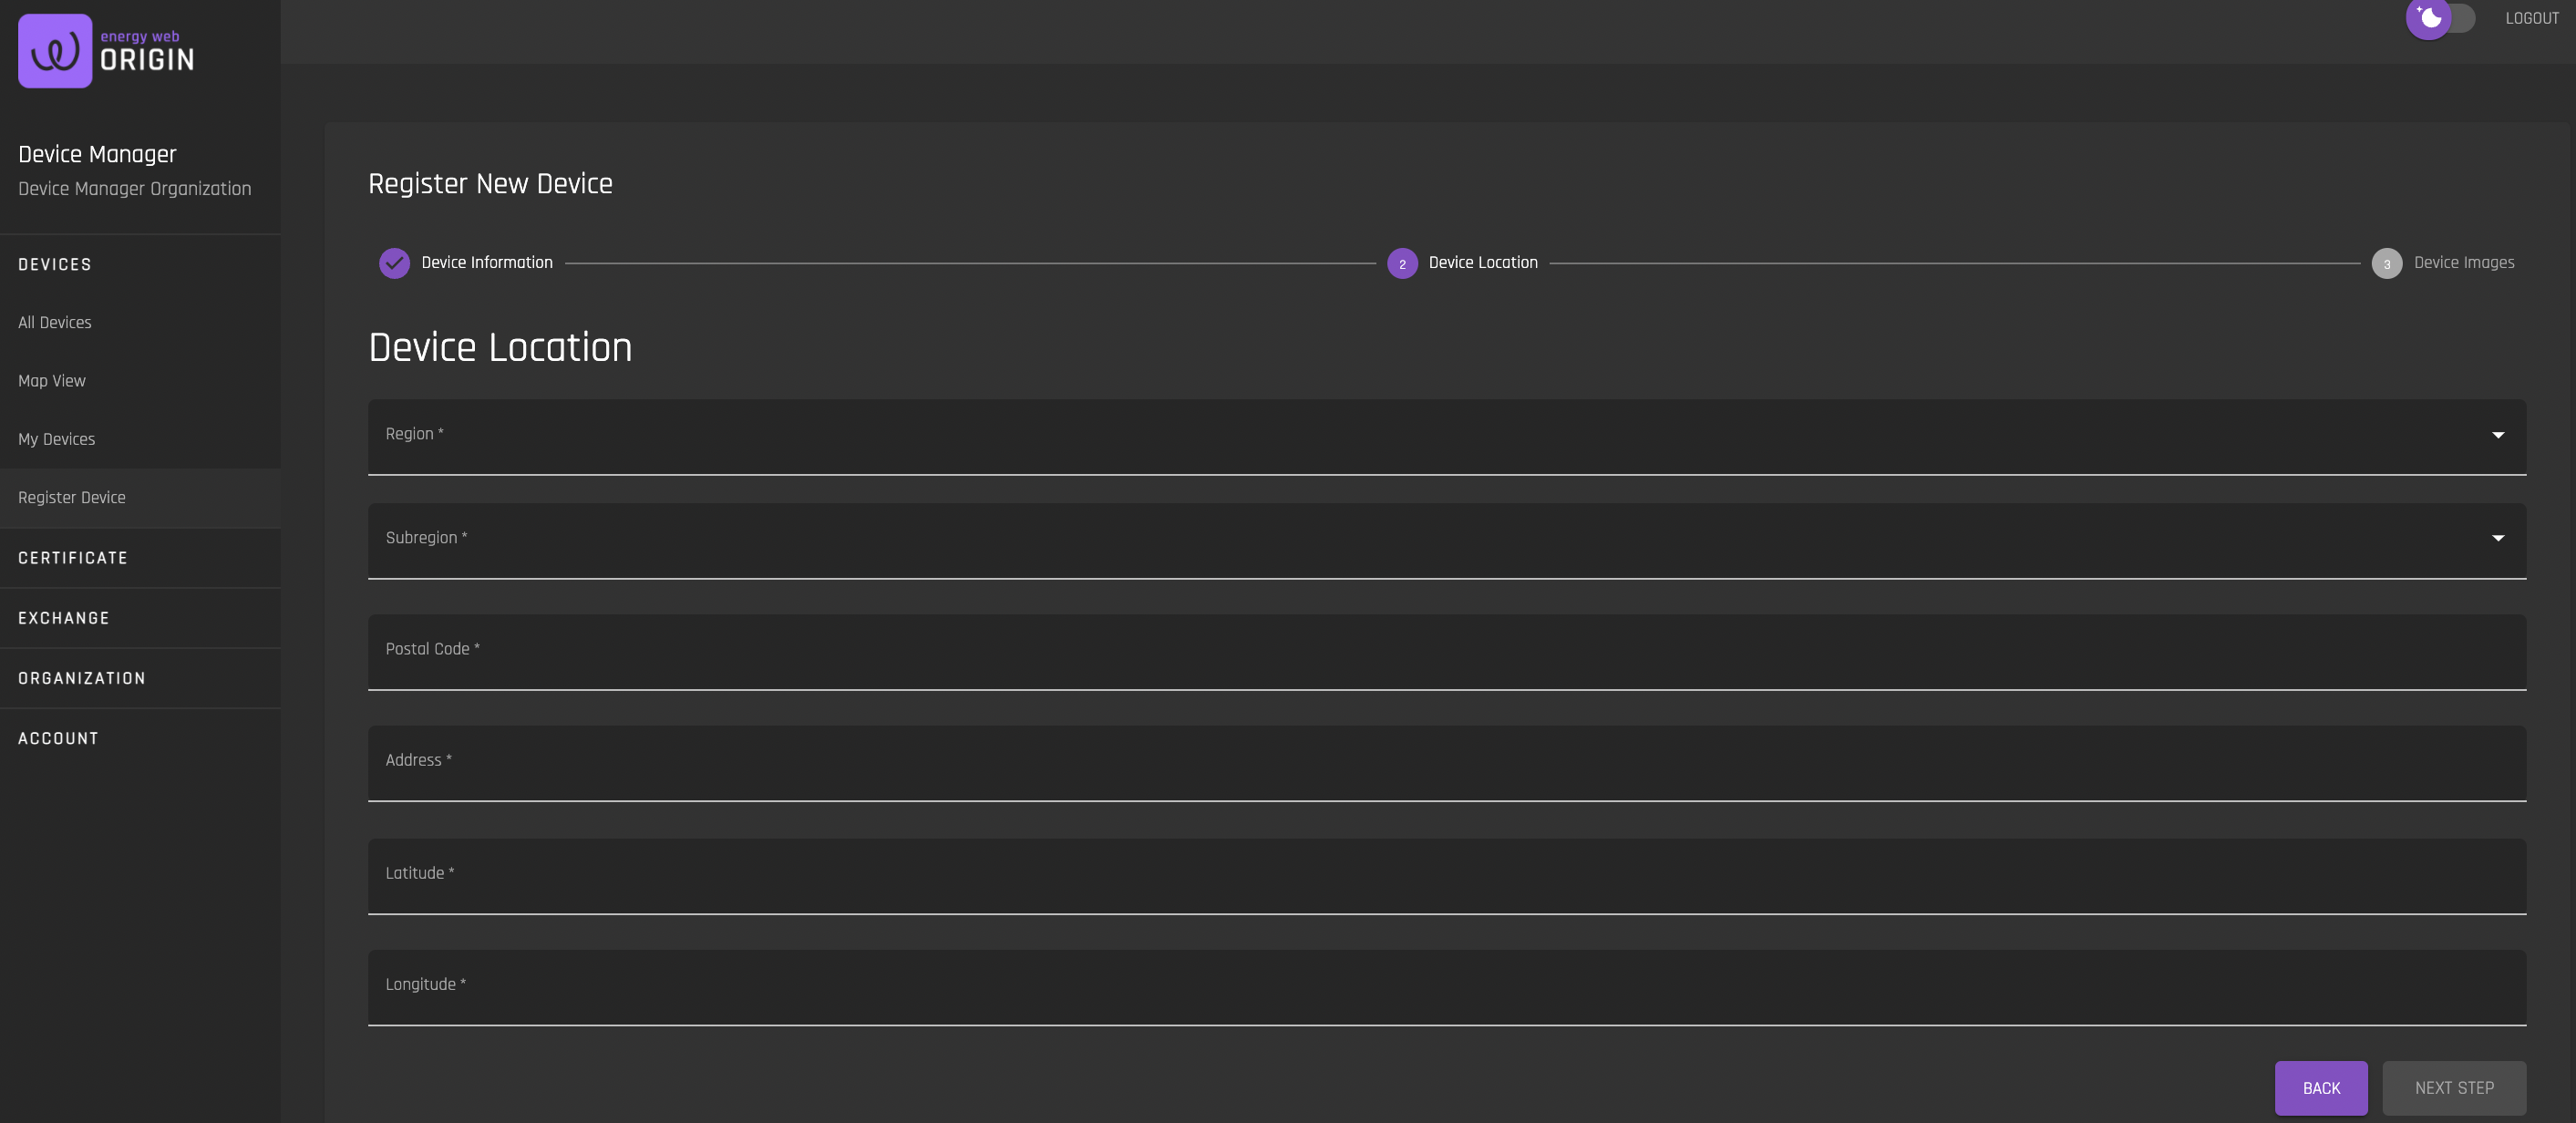 energy web
ORIGIN
LOGOUT
Device Manager
Device Manager Organization
DEVICES
All Devices
Map View
My Devices
Register Device
CERTIFICATE
EXCHANGE
ORGANIZATION
ACCOUNT
Register New Device
Device Information
2 Device Location
3 Device Images
Device Location
Region *
Subregion *
Postal Code *
Address *
Latitude *
Longitude *
BACK
NEXT STEP